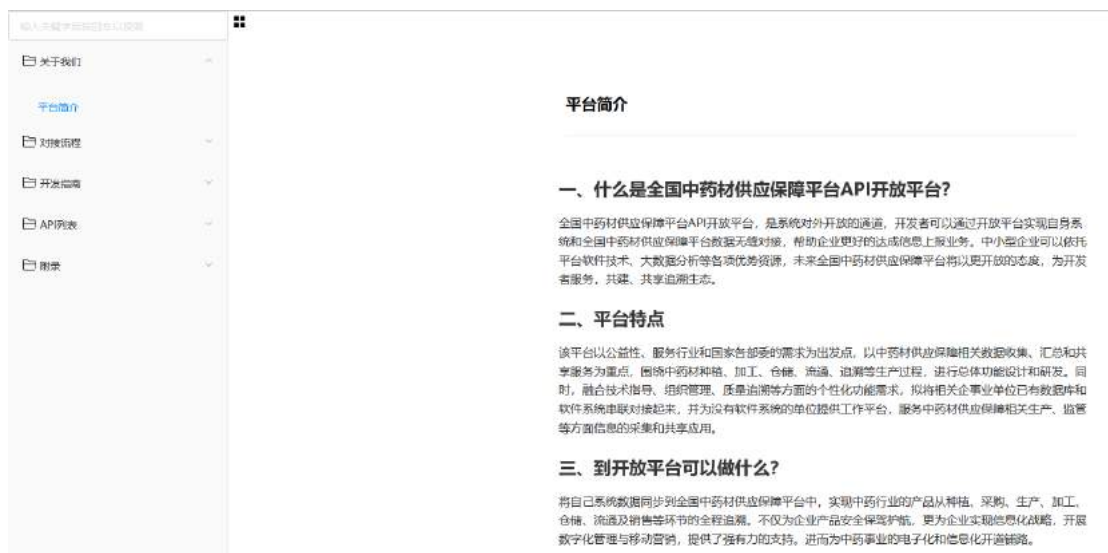 输入关键字后按回车以搜索
关于我们
平台简介
对接流程
开发指南
API列表
附录
平台简介
一、什么是全国中药材供应保障平台API开放平台?
全国中药材供应保障平台API开放平台，是系统对外开放的通道，开发者可以通过开放平台实现自身系
统和全国中药材供应保障平台数据无缝对接，帮助企业更好的达成信息上报业务。中小型企业可以依托
平台软件技术、大数据分析等各项优势资源，未来全国中药材供应保障平台将以更开放的态度，为开发
者服务，共建、共享追溯生态。
二、平台特点
该平台以公益性、服务行业和国家各部委的需求为出发点，以中药材供应保障相关数据收集、汇总和共
享服务为重点，围绕中药材种植、加工、仓储、流通、追溯等生产过程，进行总体功能设计和研发。同
时，融合技术指导、组织管理、质量追溯等方面的个性化功能需求，拟将相关企事业单位已有数据库和
软件系统串联对接起来，并为没有软件系统的单位提供工作平台，服务中药材供应保障相关生产、监管
等方面信息的采集和共享应用。
三、到开放平台可以做什么?
将自己系统数据同步到全国中药材供应保障平台中，实现中药行业的产品从种植、采购、生产、加工、
仓储、流通及销售等环节的全程追溯。不仅为企业产品安全保驾护航，更为企业实现信息化战略，开展
数字化管理与移动营销，提供了强有力的支持。进而为中药事业的电子化和信息化开道铺路。